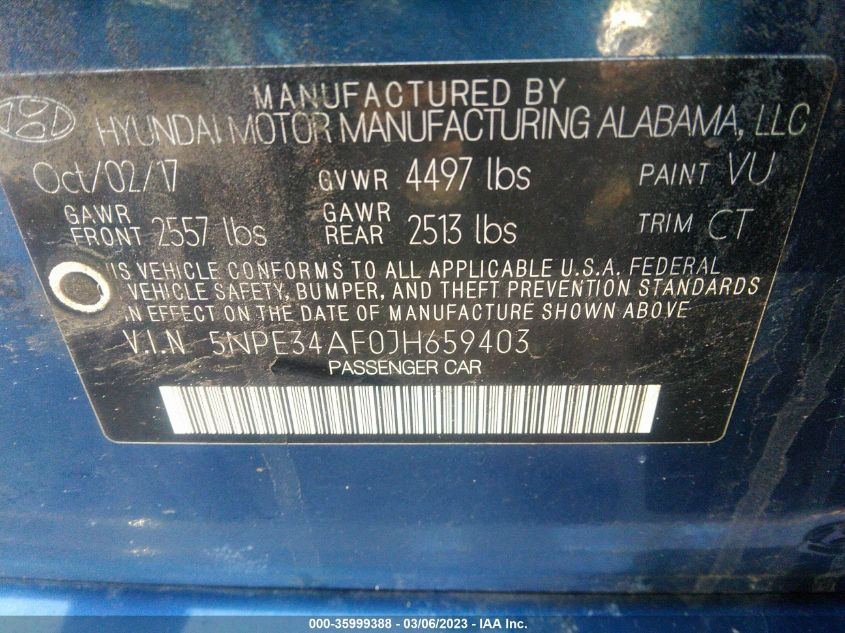 MANUFACTURED BY
HYUNDAI MOTOR MANUFACTURING ALABAMA, LLC
Oct/02/17 GVWR 4497 lbs PAINT VU
GAWR FRONT 2557 lbs GAWR REAR 2513 lbs TRIM CT
IS VEHICLE CONFORMS TO ALL APPLICABLE U.S.A. FEDERAL
VEHICLE SAFETY, BUMPER, AND THEFT PREVENTION STANDARDS
IN EFFECT ON THE DATE OF MANUFACTURE SHOWN ABOVE.
V.I.N 5NPE34AF0JH659403
PASSENGER CAR
000-35999388 - 03/06/2023 - IAA Inc.